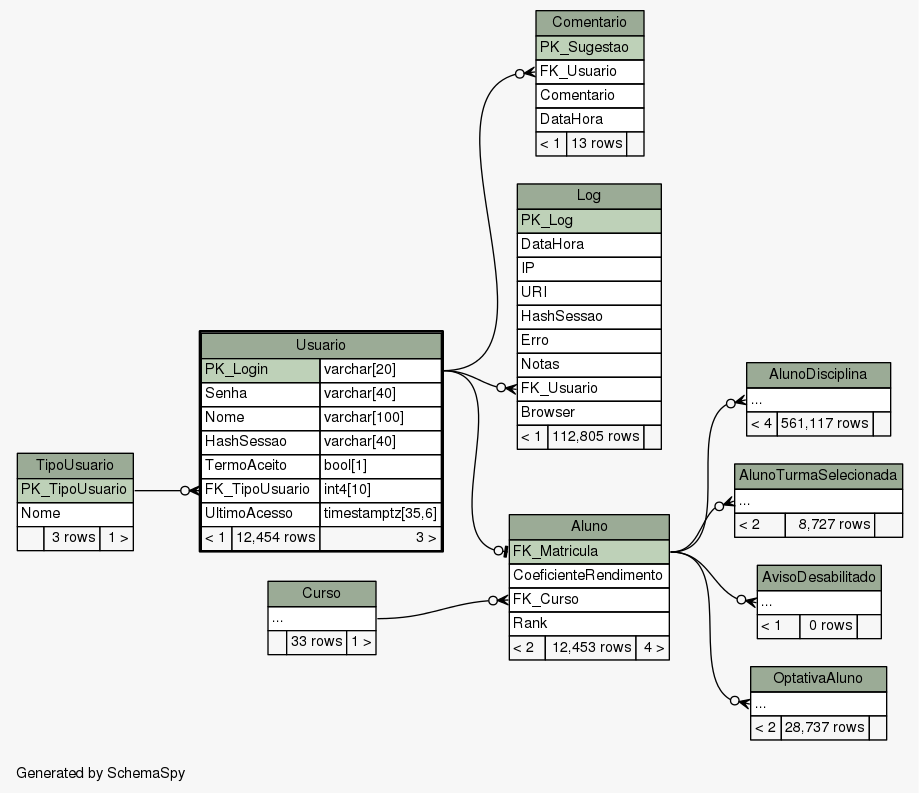 Comentario
PK_Sugestao
FK_Usuario
Comentario
DataHora
< 1 13 rows
Log
PK_Log
DataHora
IP
URI
HashSessao
Erro
Notas
FK_Usuario
Browser
< 1 112,805 rows
Usuario
PK_Login varchar[20]
Senha varchar[40]
Nome varchar[100]
HashSessao varchar[40]
TermoAceito bool[1]
FK_TipoUsuario int4[10]
UltimoAcesso timestamptz[35,6]
< 1 12,454 rows 3 >
TipoUsuario
PK_TipoUsuario
Nome
3 rows 1 >
Curso
...
33 rows 1 >
Aluno
FK_Matricula
CoeficienteRendimento
FK_Curso
Rank
< 2 12,453 rows 4 >
AlunoDisciplina
...
< 4 561,117 rows
AlunoTurmaSelecionada
...
< 2 8,727 rows
AvisoDesabilitado
...
< 1 0 rows
OptativaAluno
...
< 2 28,737 rows
Generated by SchemaSpy